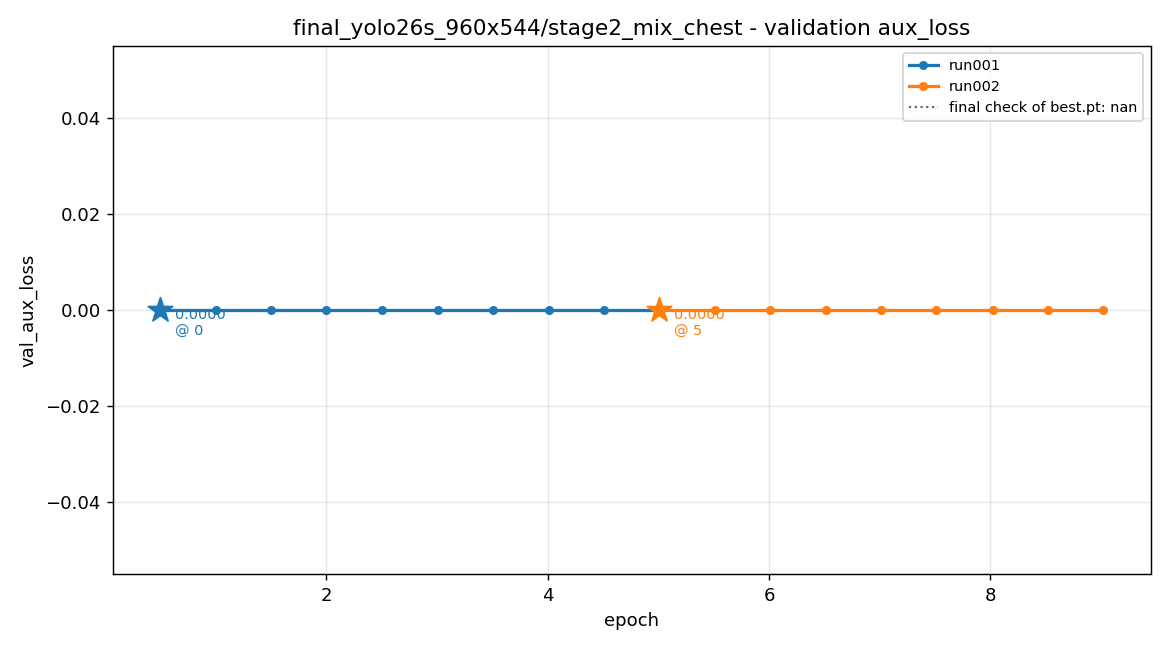 final_yolo26s_960x544/stage2_mix_chest - validation aux_loss
run001
run002
final check of best.pt: nan
val_aux_loss
0.04
0.02
0.00
−0.02
−0.04
0.0000
@ 0
0.0000
@ 5
2
4
6
8
epoch